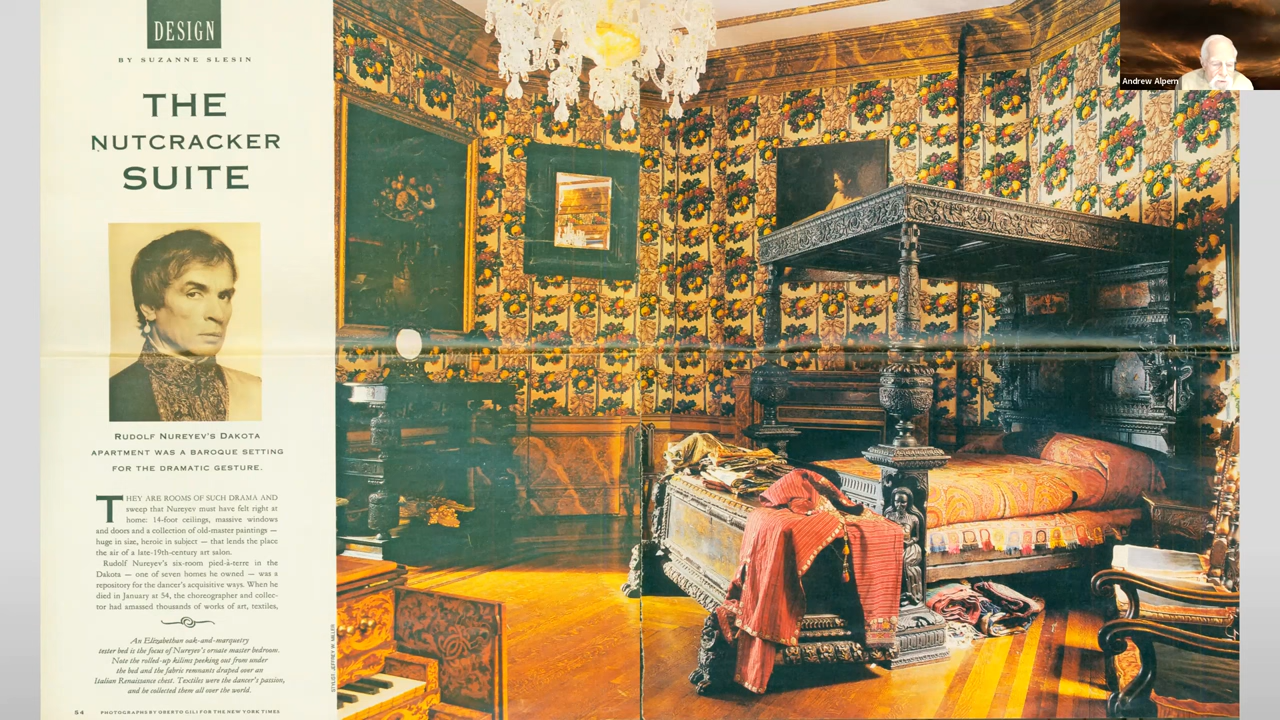 DESIGN
BY SUZANNE SLESIN
THE
NUTCRACKER
SUITE
RUDOLF NUREYEV'S DAKOTA
APARTMENT WAS A BAROQUE SETTING
FOR THE DRAMATIC GESTURE.
THEY ARE ROOMS OF SUCH DRAMA AND
sweep that Nureyev must have felt right at
home: 14-foot ceilings, massive windows
and doors and a collection of old-master paintings —
huge in size, heroic in subject — that lends the place
the air of a late-19th-century art salon.
Rudolf Nureyev's six-room pied-à-terre in the
Dakota — one of seven homes he owned — was a
repository for the dancer's acquisitive ways. When he
died in January at 54, the choreographer and collec-
tor had amassed thousands of works of art, textiles,
An Elizabethan oak-and-marquetry
tester bed is the focus of Nureyev's ornate master bedroom.
Note the rolled-up kilims peeking out from under
the bed and the fabric remnants draped over an
Italian Renaissance chest. Textiles were the dancer's passion,
and he collected them all over the world.
54
PHOTOGRAPHS BY OBERTO GILI FOR THE NEW YORK TIMES
STYLIST: JEFFREY W. MILLER
Andrew Alpern